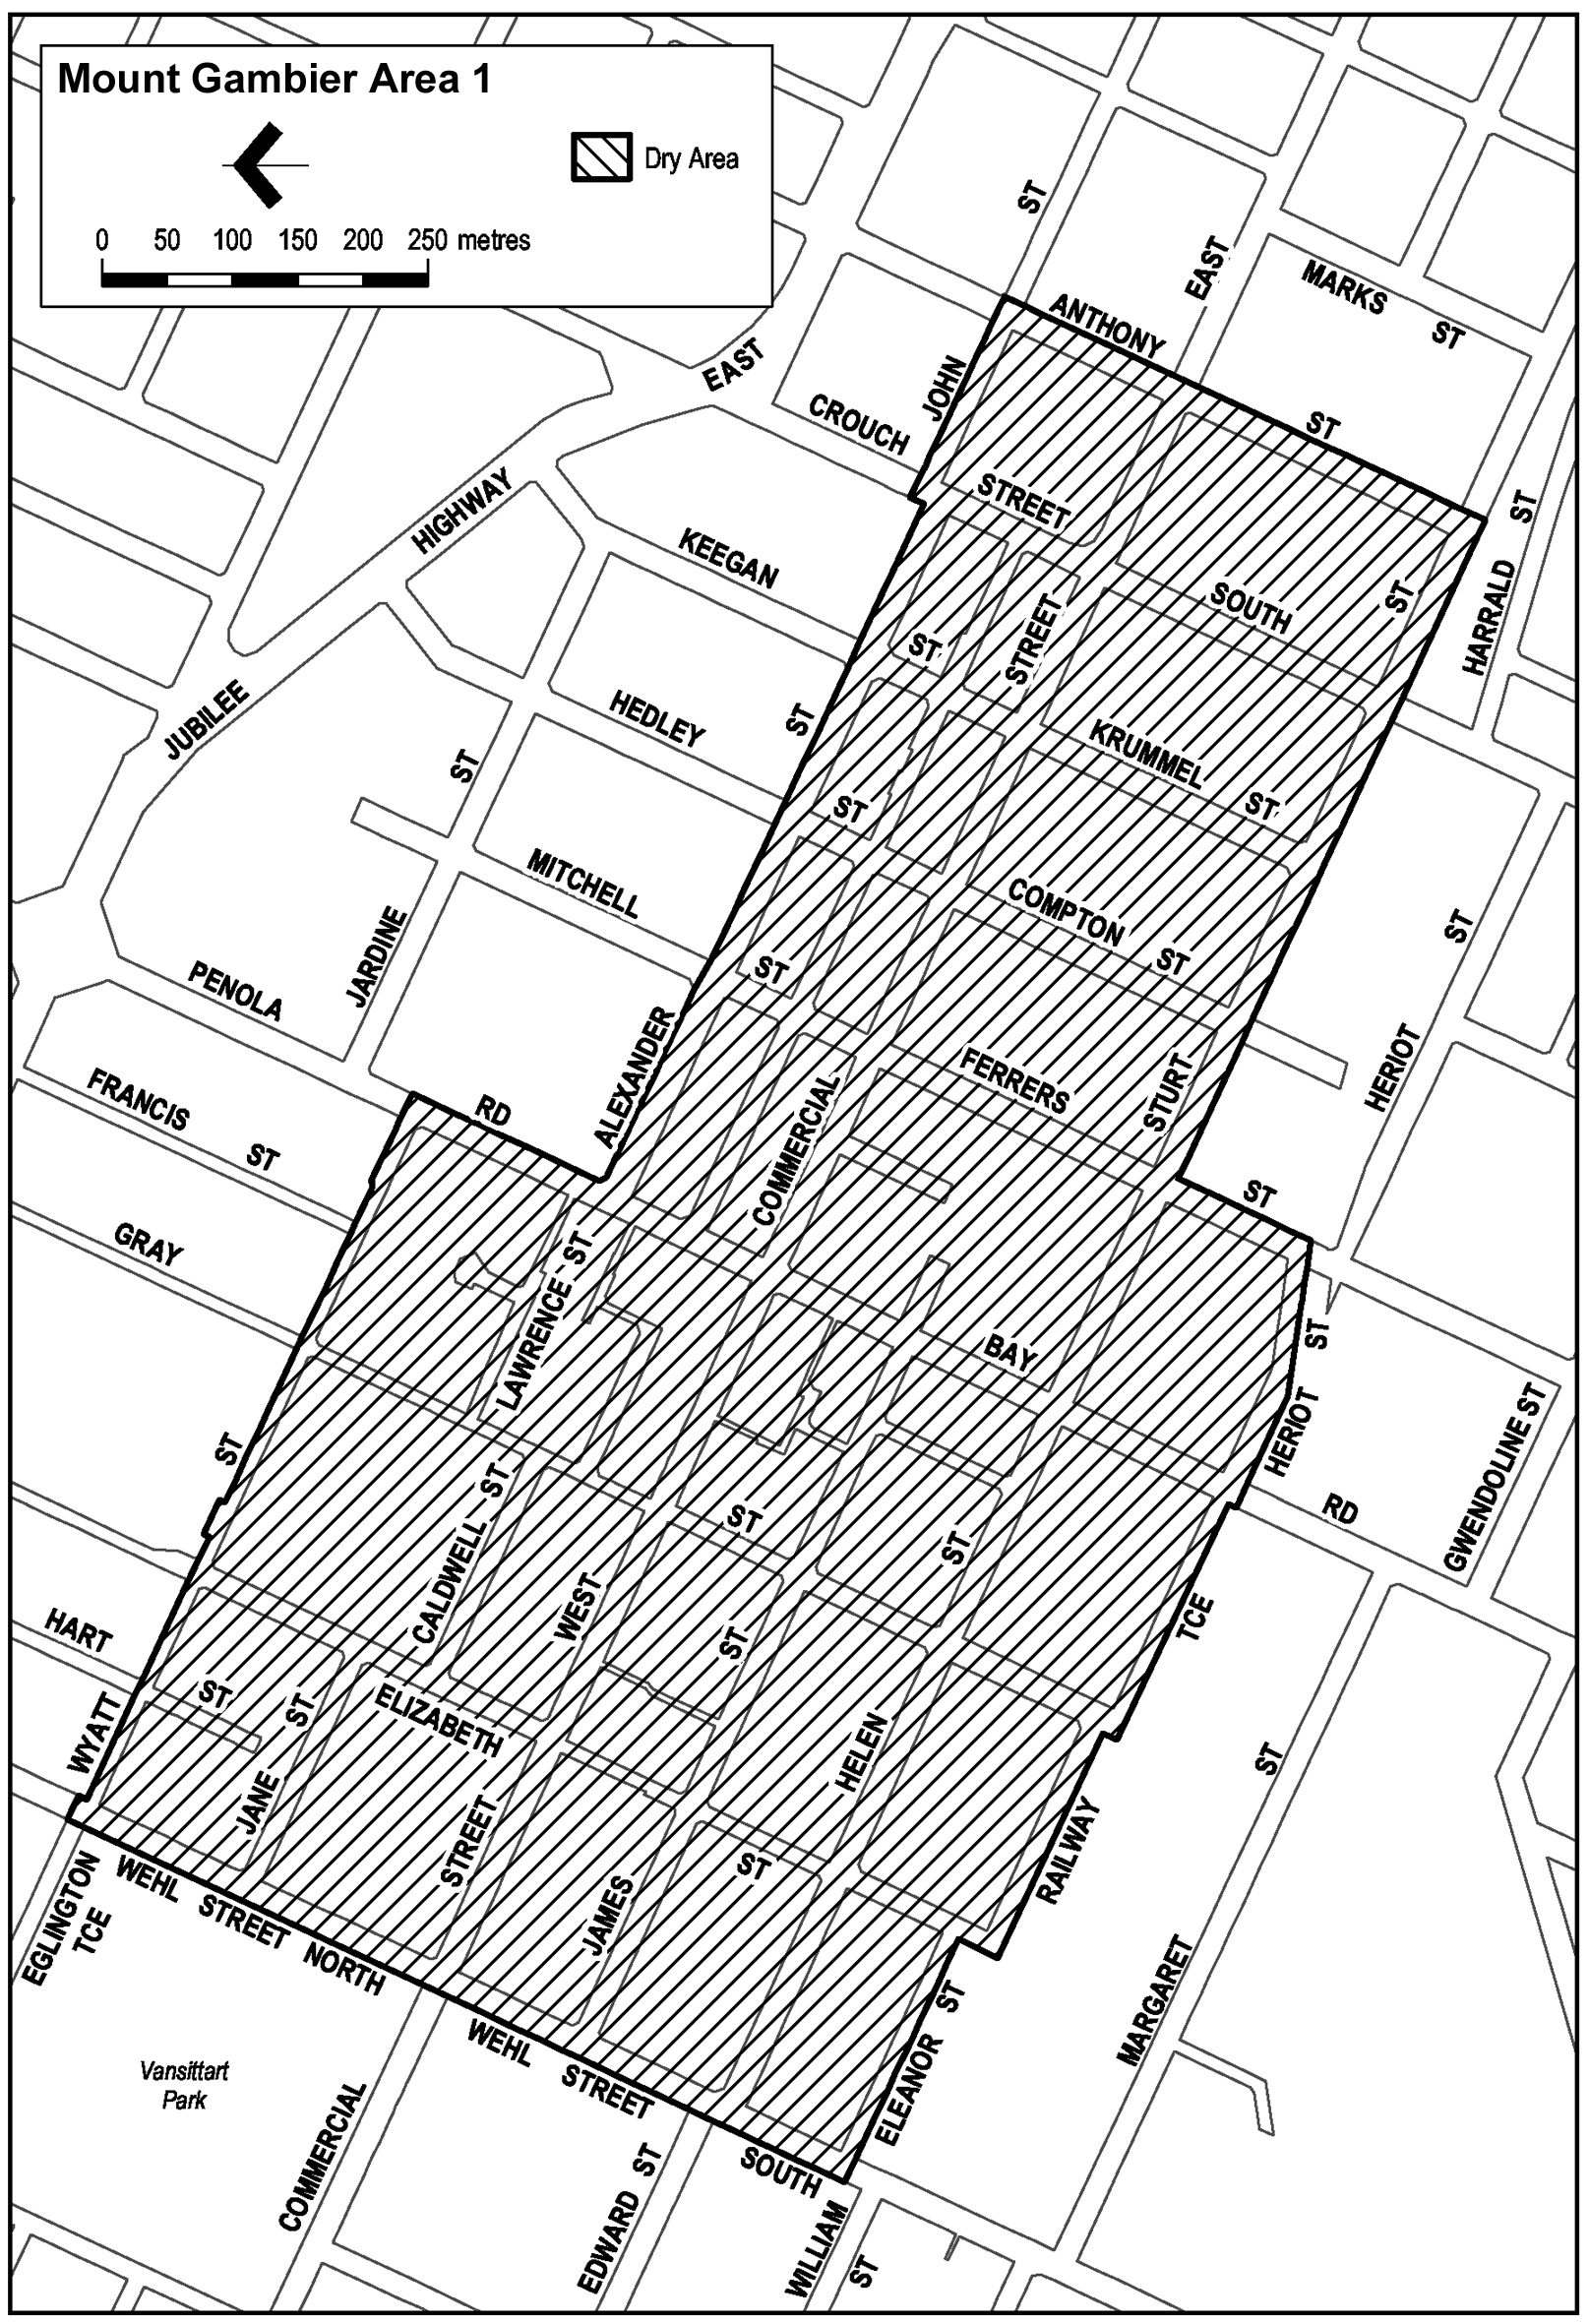 Mount Gambier Area 1
Dry Area
0 50 100 150 200 250 metres
ST
EAST
MARKS
ST
ANTHONY
ST
EAST
JOHN
CROUCH
STREET
HIGHWAY
KEEGAN
ST
HARRALD
ST
SOUTH
ST
STREET
JUBILEE
HEDLEY
ST
ST
KRUMMEL
ST
ST
MITCHELL
COMPTON
ST
ST
JARDINE
PENOLA
ST
HERIOT
FRANCIS
ST
RD
ALEXANDER
COMMERCIAL
FERRERS
STURT
ST
GRAY
LAWRENCE ST
BAY
ST
HERIOT
GWENDOLINE ST
RD
ST
CALDWELL ST
ST
ST
WEST
ST
TCE
HART
ST
WYATT
JANE ST
ELIZABETH
HELEN
ST
RAILWAY
STREET
ST
JAMES
EGLINGTON
TCE
WEHL
STREET
NORTH
WEHL
STREET
SOUTH
ELEANOR ST
MARGARET
Vansittart
Park
COMMERCIAL
EDWARD ST
WILLIAM
ST